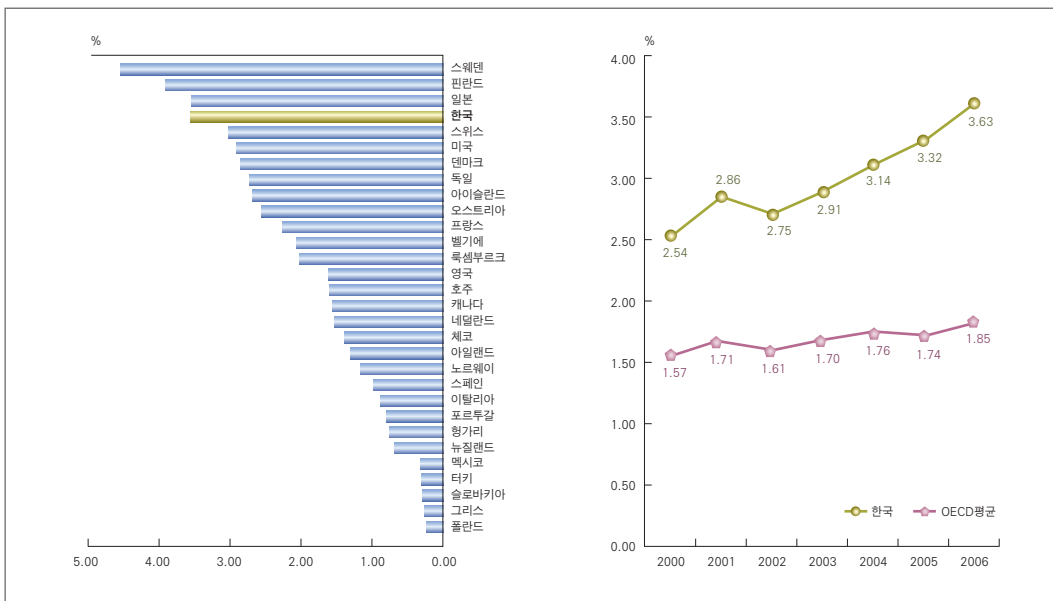 %
스웨덴
핀란드
일본
한국
스위스
미국
덴마크
독일
아이슬란드
오스트리아
프랑스
벨기에
룩셈부르크
영국
호주
캐나다
네덜란드
체코
아일랜드
노르웨이
스페인
이탈리아
포르투갈
헝가리
뉴질랜드
멕시코
터키
슬로바키아
그리스
폴란드
5.00 4.00 3.00 2.00 1.00 0.00
%
4.00
3.50
3.00
2.50
2.00
1.50
1.00
0.50
0.00
2.54 2.86 2.75 2.91 3.14 3.32 3.63
1.57 1.71 1.61 1.70 1.76 1.74 1.85
한국 OECD평균
2000 2001 2002 2003 2004 2005 2006